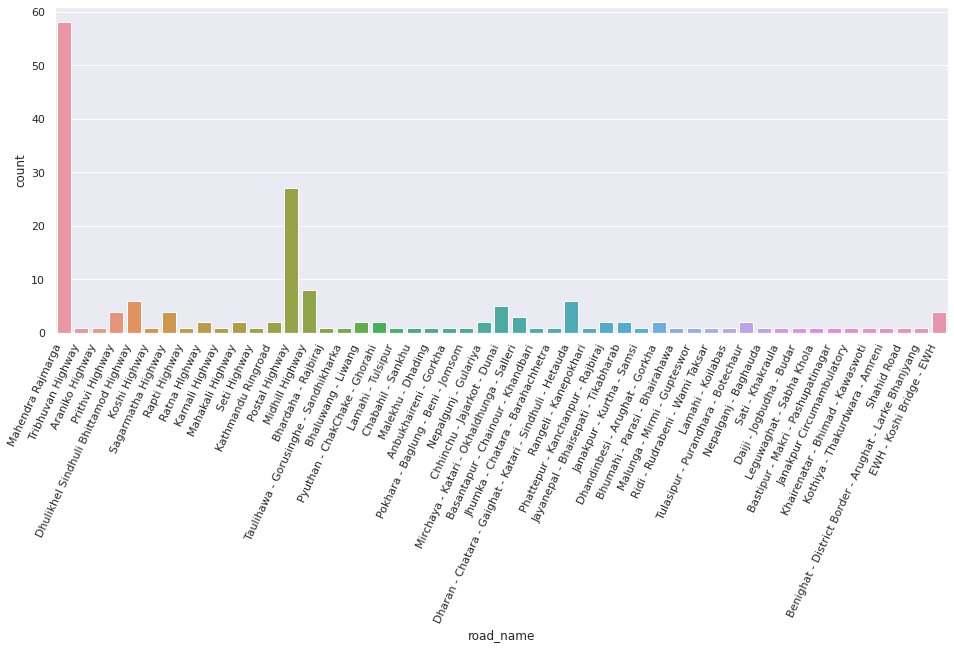 60
50
40
30
20
10
0
count
Mahendra Rajmarga
Tribhuvan Highway
Araniko Highway
Prithvi Highway
Dhulikhel Sindhuli Bhittamod Highway
Koshi Highway
Sagarmatha Highway
Rapti Highway
Ratna Highway
Karnali Highway
Mahakali Highway
Seti Highway
Kathmandu Ringroad
Postal Highway
Midhill Highway
Bhardaha - Rajbiraj
Taulihawa - Gorusinghe - Sandhikharka
Bhaluwang - Liwang
Pyuthan - ChakChake - Ghorahi
Lamahi - Tulsipur
Chabahil - Sankhu
Malekhu - Dhading
Anbukhaireni - Gorkha
Pokhara - Baglung - Beni - Jomsom
Nepalgunj - Gulariya
Chhinchu - Jajarkot - Dunai
Mirchaya - Katari - Okhaldhunga - Salleri
Basantapur - Chainpur - Khandbari
Jhumka - Chatara - Barahachhetra
Dharan - Chatara - Gaighat - Katari - Sindhuli - Hetauda
Rangeli - Kanepokhari
Phattepur - Kanchanpur - Rajbiraj
Jayanepal - Bhaisepati - Tikabhairab
Janakpur - Kurtha - Samsi
Dhandinbesi - Arughat - Gorkha
Bhumahi - Parasi - Bhairahawa
Malunga - Mirmi - Gupteswor
Ridi - Rudrabeni - Wami Taksar
Lamahi - Koilabas
Tulasipur - Purandhara - Botechaur
Nepalganj - Baghauda
Sati - Khakraula
Daiji - Jogbudha - Budar
Leguwaghat - Sabha Khola
Bastipur - Makri - Pashupatinagar
Janakpur Circumambulatory
Khairenatar - Bhimad - Kawaswoti
Kothiya - Thakurdwara - Amreni
Shahid Road
Benighat - District Border - Arughat - Larke Bhanjyang
EWH - Koshi Bridge - EWH
road_name